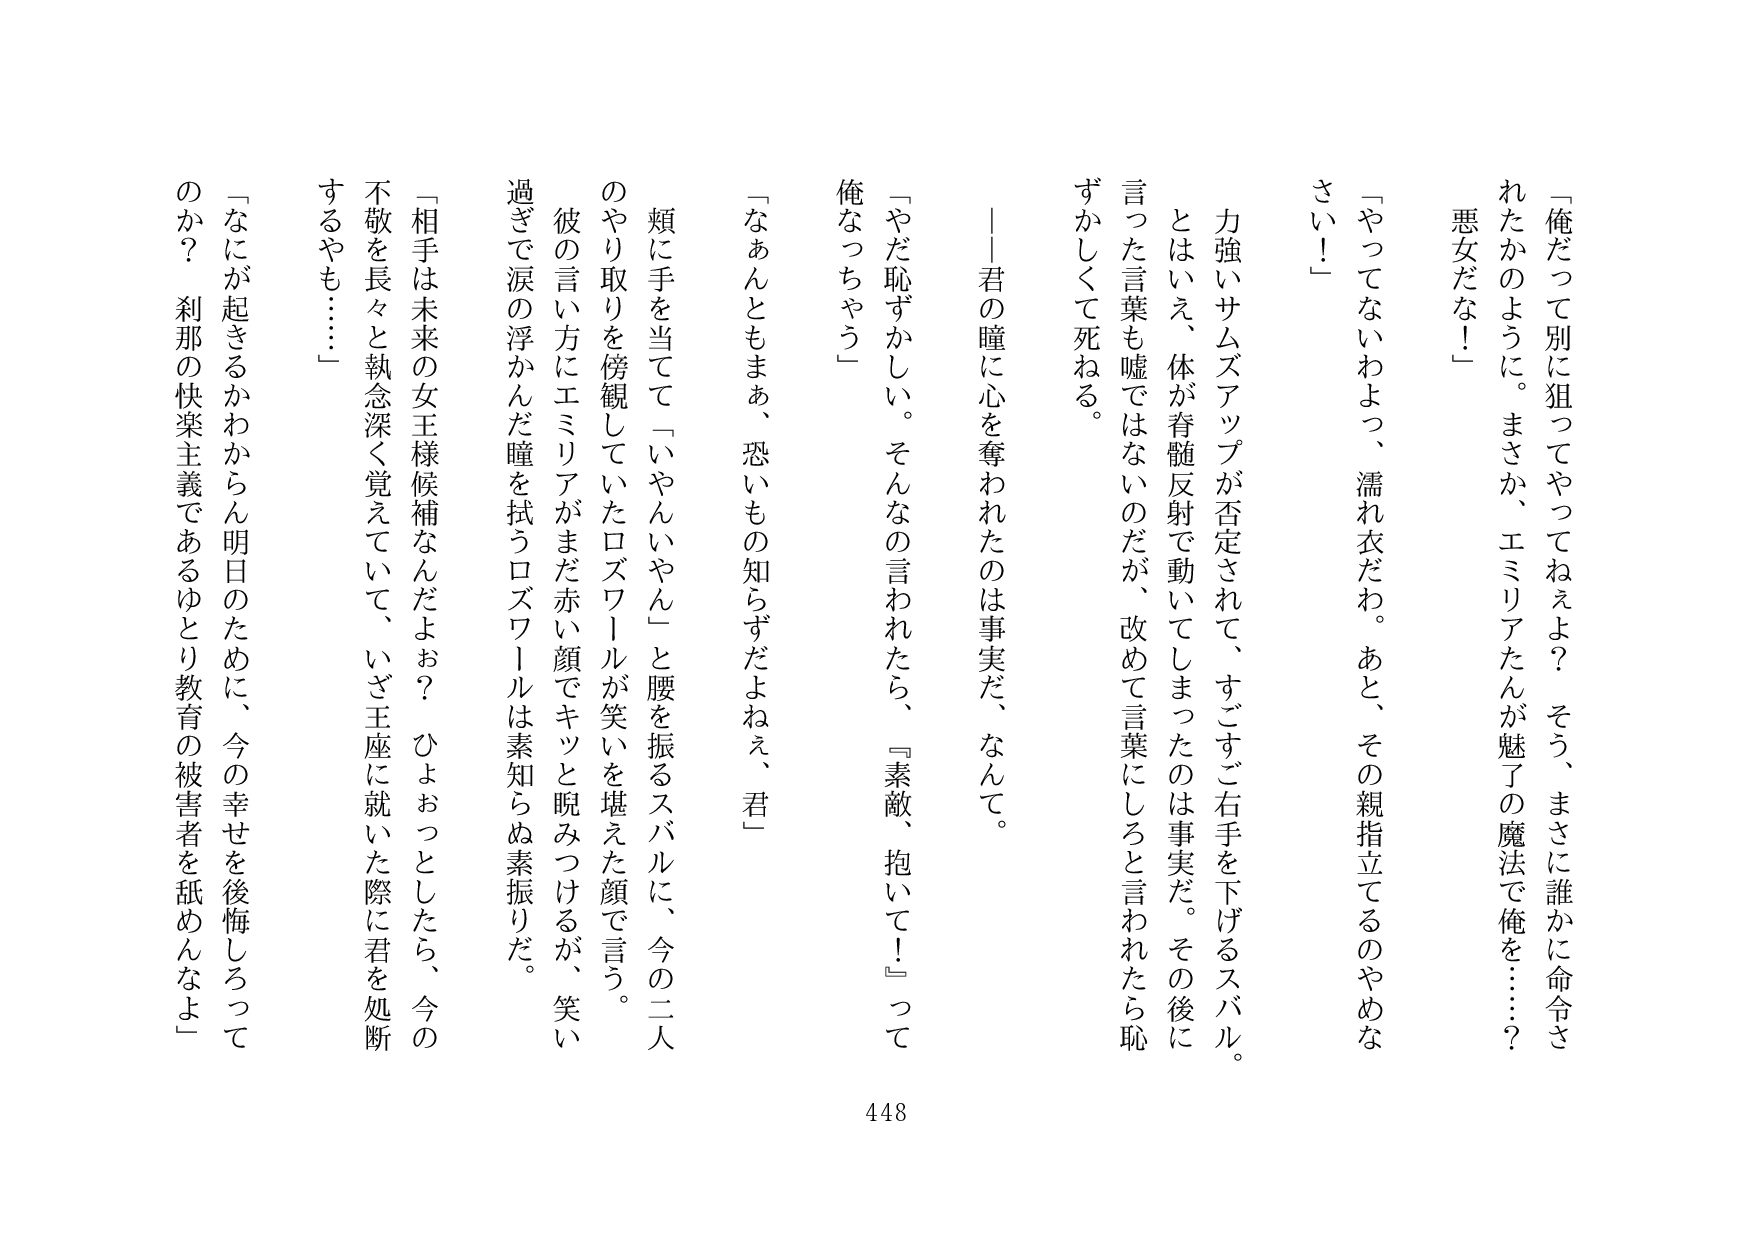 「俺だって別に狙ってやってねぇよ？　そう、まさに誰かに命令さ
れたかのように。まさか、エミリアたんが魅了の魔法で俺を……？
　悪女だな！」
「やってないわよっ、濡れ衣だわ。あと、その親指立てるのやめな
さい！」
　力強いサムズアップが否定されて、すごすご右手を下げるスバル。
　とはいえ、体が脊髄反射で動いてしまったのは事実だ。その後に
言った言葉も嘘ではないのだが、改めて言葉にしろと言われたら恥
ずかしくて死ねる。
　――君の瞳に心を奪われたのは事実だ、なんて。
「やだ恥ずかしい。そんなの言われたら、『素敵、抱いて！』って
俺なっちゃう」
「なぁんともまぁ、恐いもの知らずだよねぇ、君」
　頬に手を当てて「いやんいやん」と腰を振るスバルに、今の二人
のやり取りを傍観していたロズワールが笑いを堪えた顔で言う。
　彼の言い方にエミリアがまだ赤い顔でキッと睨みつけるが、笑い
過ぎで涙の浮かんだ瞳を拭うロズワールは素知らぬ素振りだ。
「相手は未来の女王様候補なんだよぉ？　ひょぉっとしたら、今の
不敬を長々と執念深く覚えていて、いざ王座に就いた際に君を処断
するやも……」
「なにが起きるかわからん明日のために、今の幸せを後悔しろって
のか？　刹那の快楽主義であるゆとり教育の被害者を舐めんなよ」
448